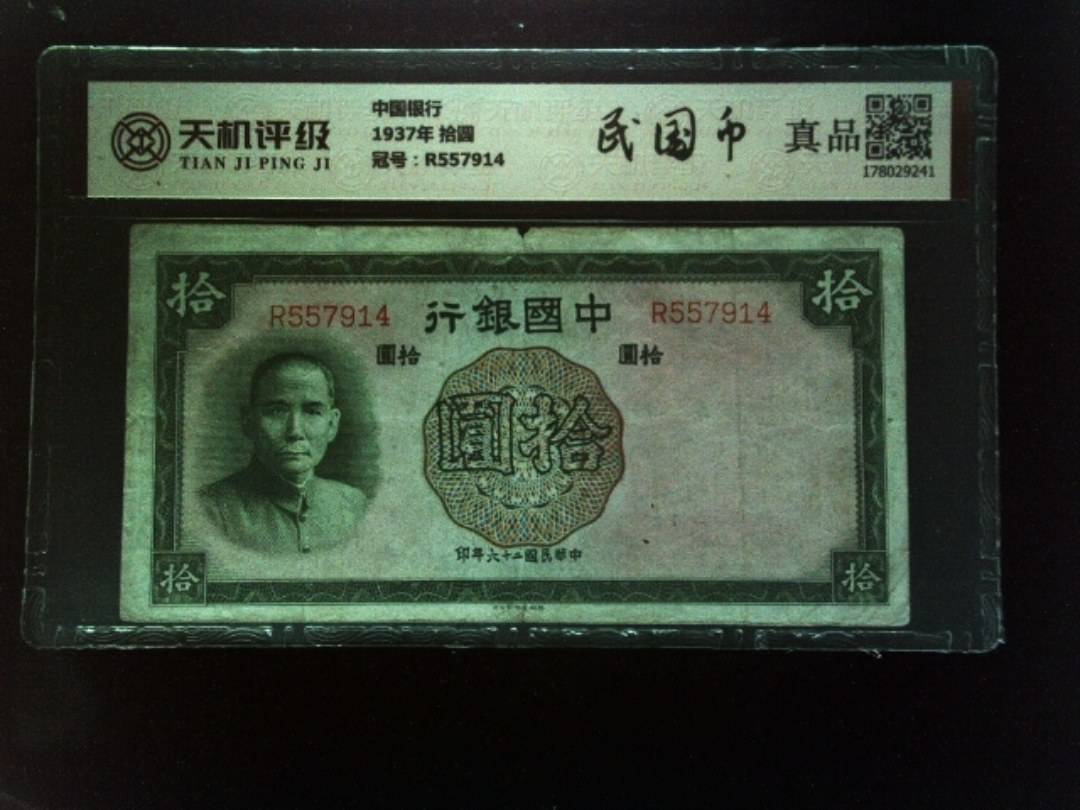 天机评级
TIAN JI PING JI
中国银行
1937年 拾圓
冠号：R557914
民国币
真品
178029241
拾
拾
R557914
行銀國中
R557914
圓拾
圓拾
圓拾
印年六十二國民華中
拾
拾